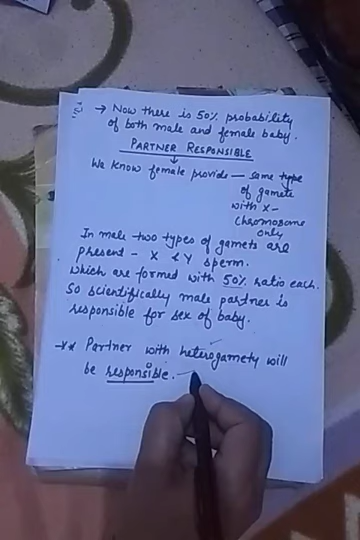 → Now there is 50% probability
of both male and female baby.
PARTNER RESPONSIBLE
↓
We know female provide — same type
of gamete
with X-
Chromosome
only
In male two types of gamets are
present - X & Y sperm.
which are formed with 50% ratio each.
So scientifically male partner is
responsible for sex of baby.
** Partner with heterogamety will
be responsible.